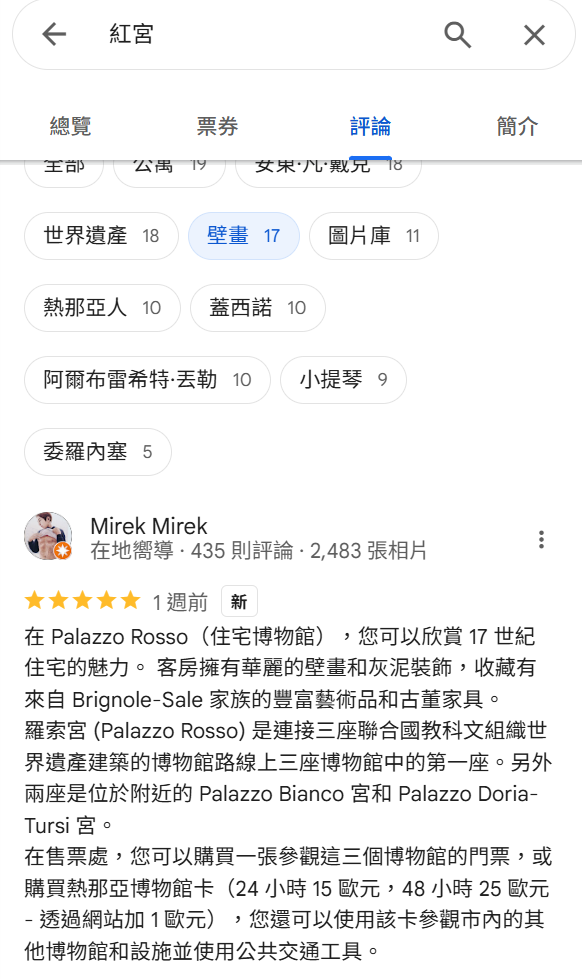 紅宮
總覽 票券 評論 簡介
全部 公寓 19 安東·凡·戴克 18
世界遺產 18 壁畫 17 圖片庫 11
熱那亞人 10 蓋西諾 10
阿爾布雷希特·丟勒 10 小提琴 9
委羅內塞 5
Mirek Mirek
在地嚮導 · 435 則評論 · 2,483 張相片
1 週前 新
在 Palazzo Rosso（住宅博物館），您可以欣賞 17 世紀
住宅的魅力。 客房擁有華麗的壁畫和灰泥裝飾，收藏有
來自 Brignole-Sale 家族的豐富藝術品和古董家具。
羅索宮 (Palazzo Rosso) 是連接三座聯合國教科文組織世
界遺產建築的博物館路線上三座博物館中的第一座。另外
兩座是位於附近的 Palazzo Bianco 宮和 Palazzo Doria-
Tursi 宮。
在售票處，您可以購買一張參觀這三個博物館的門票，或
購買熱那亞博物館卡（24 小時 15 歐元，48 小時 25 歐元
- 透過網站加 1 歐元），您還可以使用該卡參觀市內的其
他博物館和設施並使用公共交通工具。